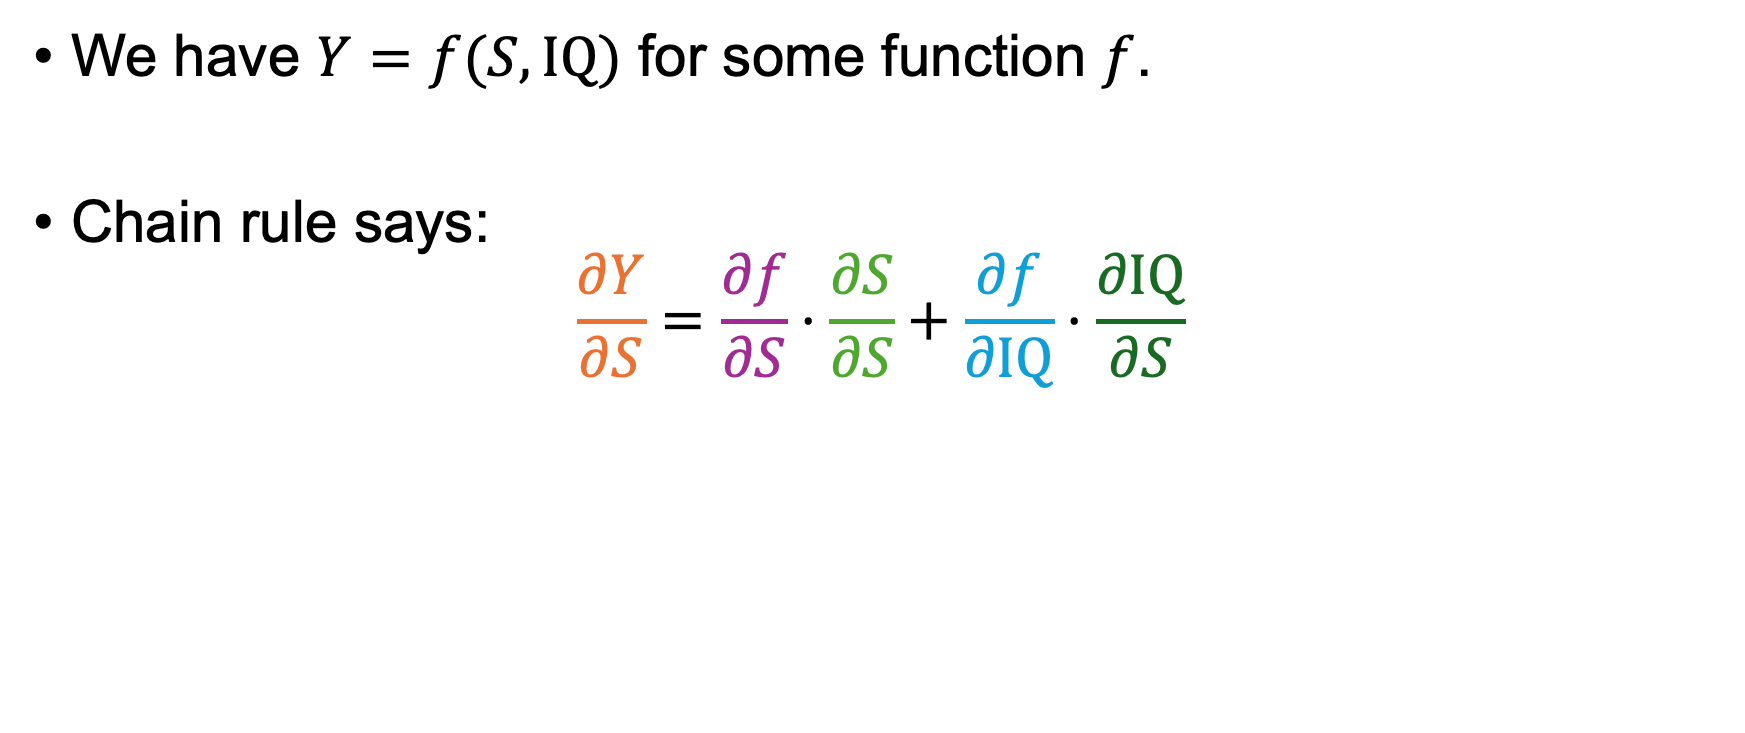 • We have Y = f(S, IQ) for some function f.
• Chain rule says:
∂Y/∂S = ∂f/∂S · ∂S/∂S + ∂f/∂IQ · ∂IQ/∂S